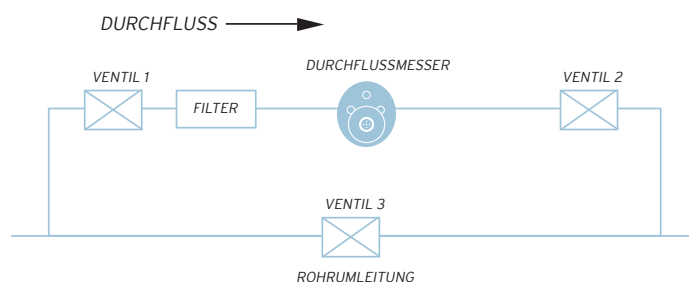 DURCHFLUSS
DURCHFLUSSMESSER
VENTIL 1
VENTIL 2
FILTER
VENTIL 3
ROHRUMLEITUNG